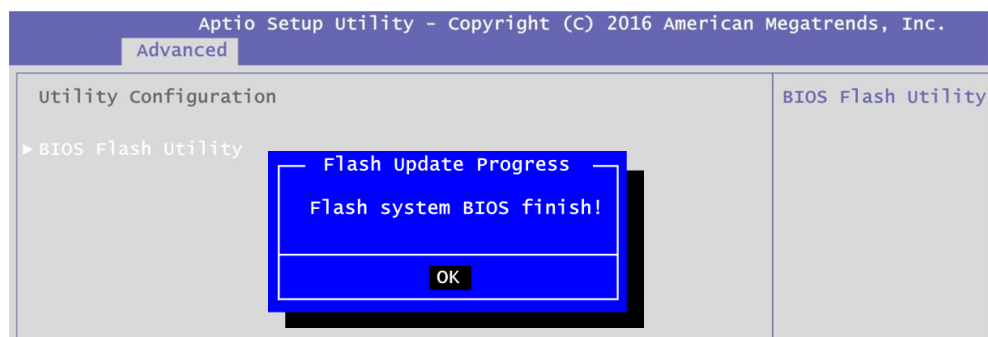 Aptio Setup Utility - Copyright (C) 2016 American Megatrends, Inc.
Advanced
Utility Configuration
BIOS Flash Utility
►BIOS Flash Utility
Flash Update Progress
Flash system BIOS finish!
OK